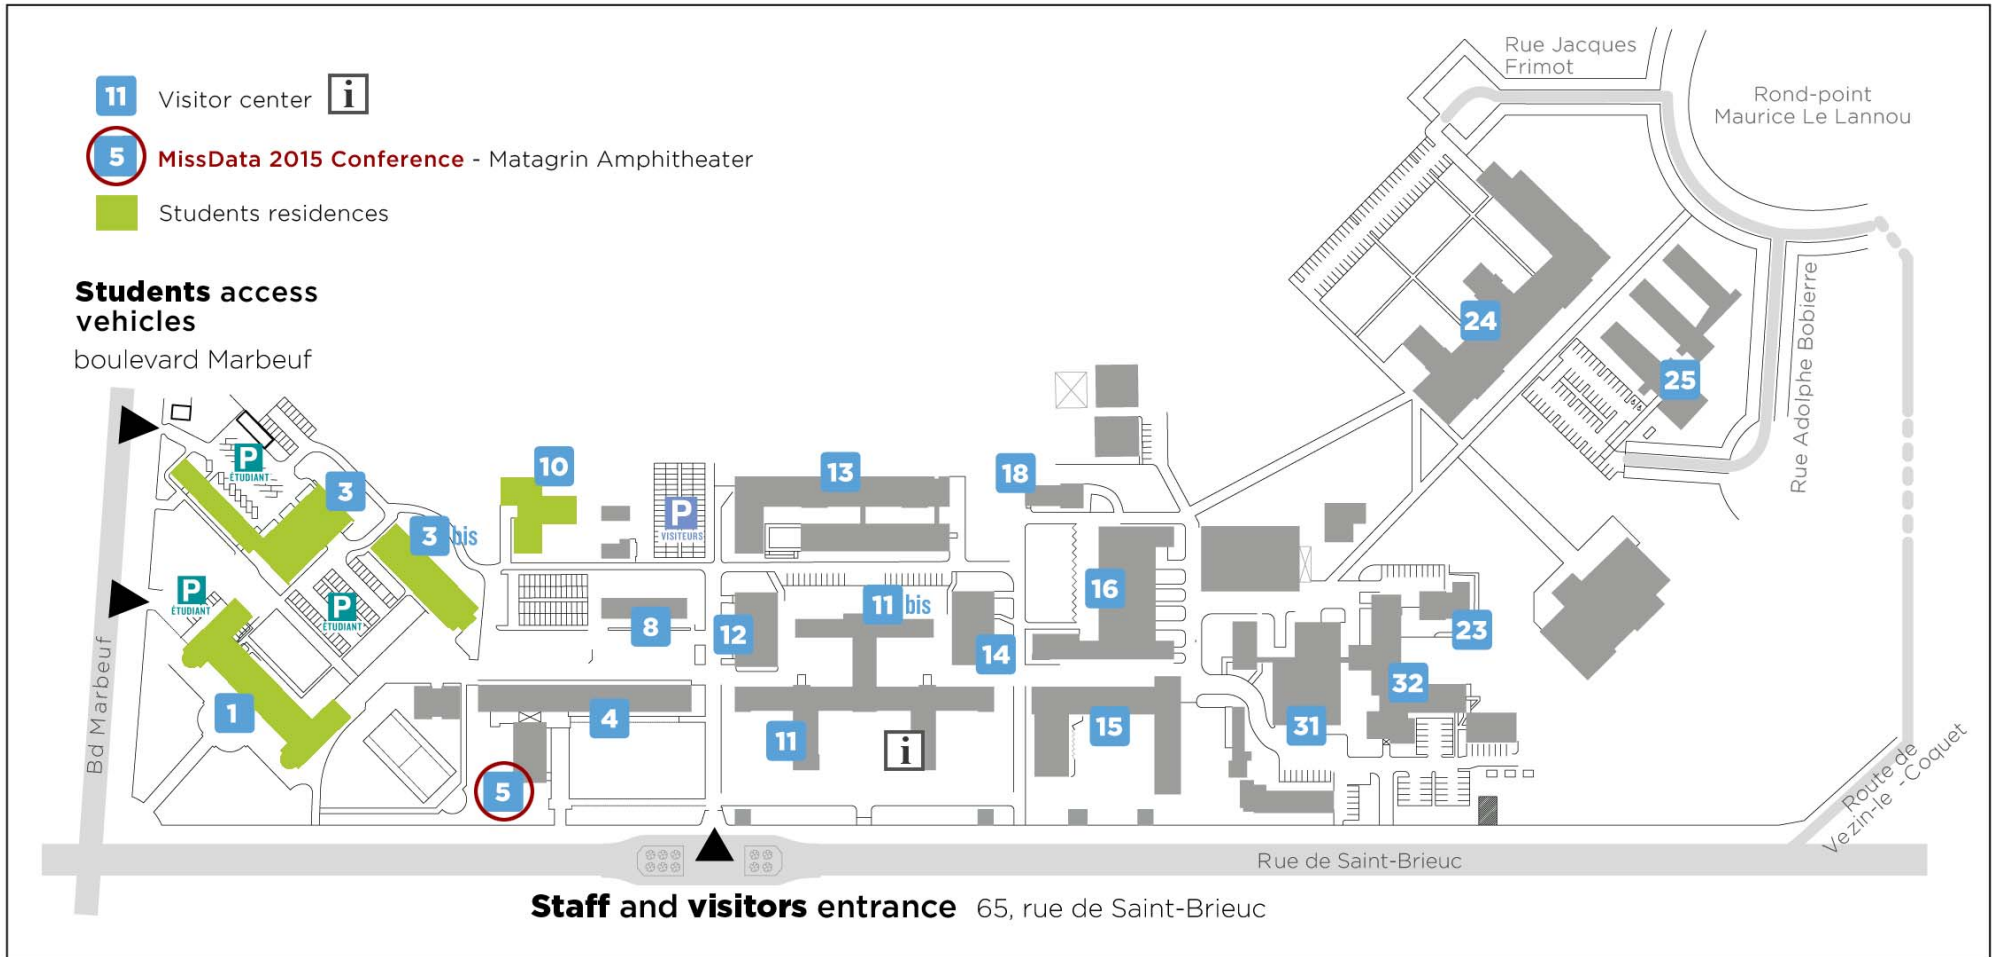 11 Visitor center i
5 MissData 2015 Conference - Matagrin Amphitheater
Students residences
Students access
vehicles
boulevard Marbeuf
Rue Jacques
Frimot
Rond-point
Maurice Le Lannou
Rue Adolphe Bobierre
24
25
P
ÉTUDIANT
3
3 bis
10
P
VISITEURS
13
18
P
ÉTUDIANT
P
ÉTUDIANT
8
12
11 bis
14
16
23
1
4
11
i
15
31
32
5
Bd Marbeuf
Route de
Vezin-le -Coquet
Rue de Saint-Brieuc
Staff and visitors entrance 65, rue de Saint-Brieuc